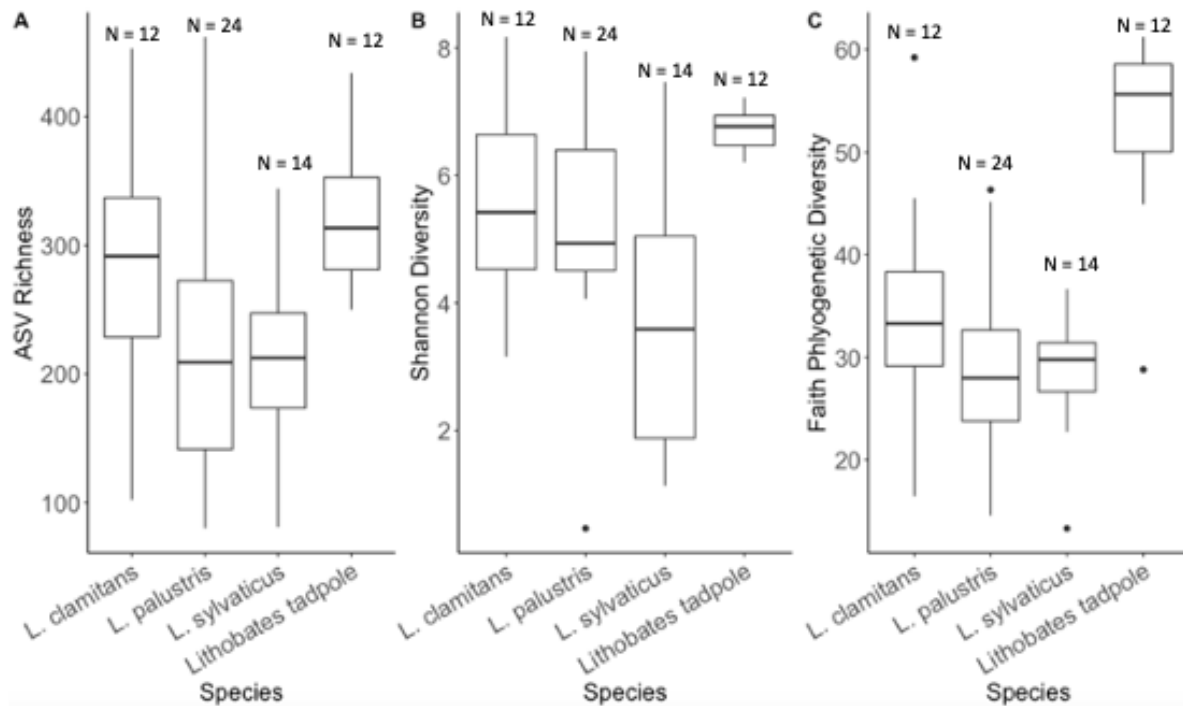 A
N = 12
N = 24
N = 14
N = 12
400
300
200
100
ASV Richness
L. clamitans
L. palustris
L. sylvaticus
Lithobates tadpole
Species
B
N = 12
N = 24
N = 14
N = 12
8
6
4
2
Shannon Diversity
L. clamitans
L. palustris
L. sylvaticus
Lithobates tadpole
Species
C
N = 12
N = 24
N = 14
N = 12
60
50
40
30
20
Faith Phlyogenetic Diversity
L. clamitans
L. palustris
L. sylvaticus
Lithobates tadpole
Species